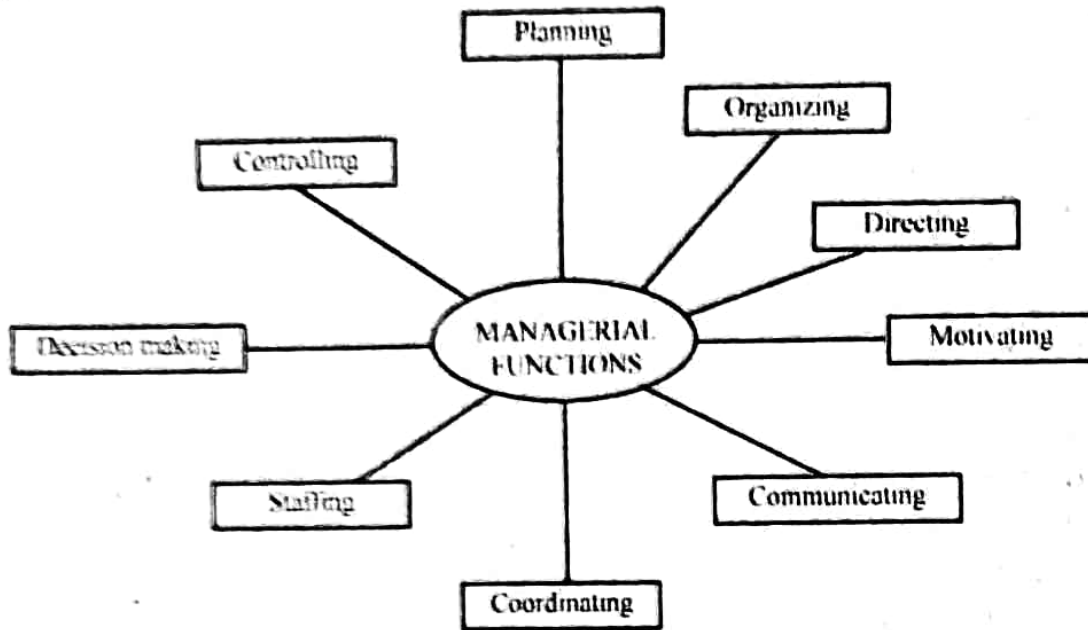 Planning
Organizing
Controlling
Directing
MANAGERIAL
FUNCTIONS
Motivating
Decision making
Staffing
Communicating
Coordinating